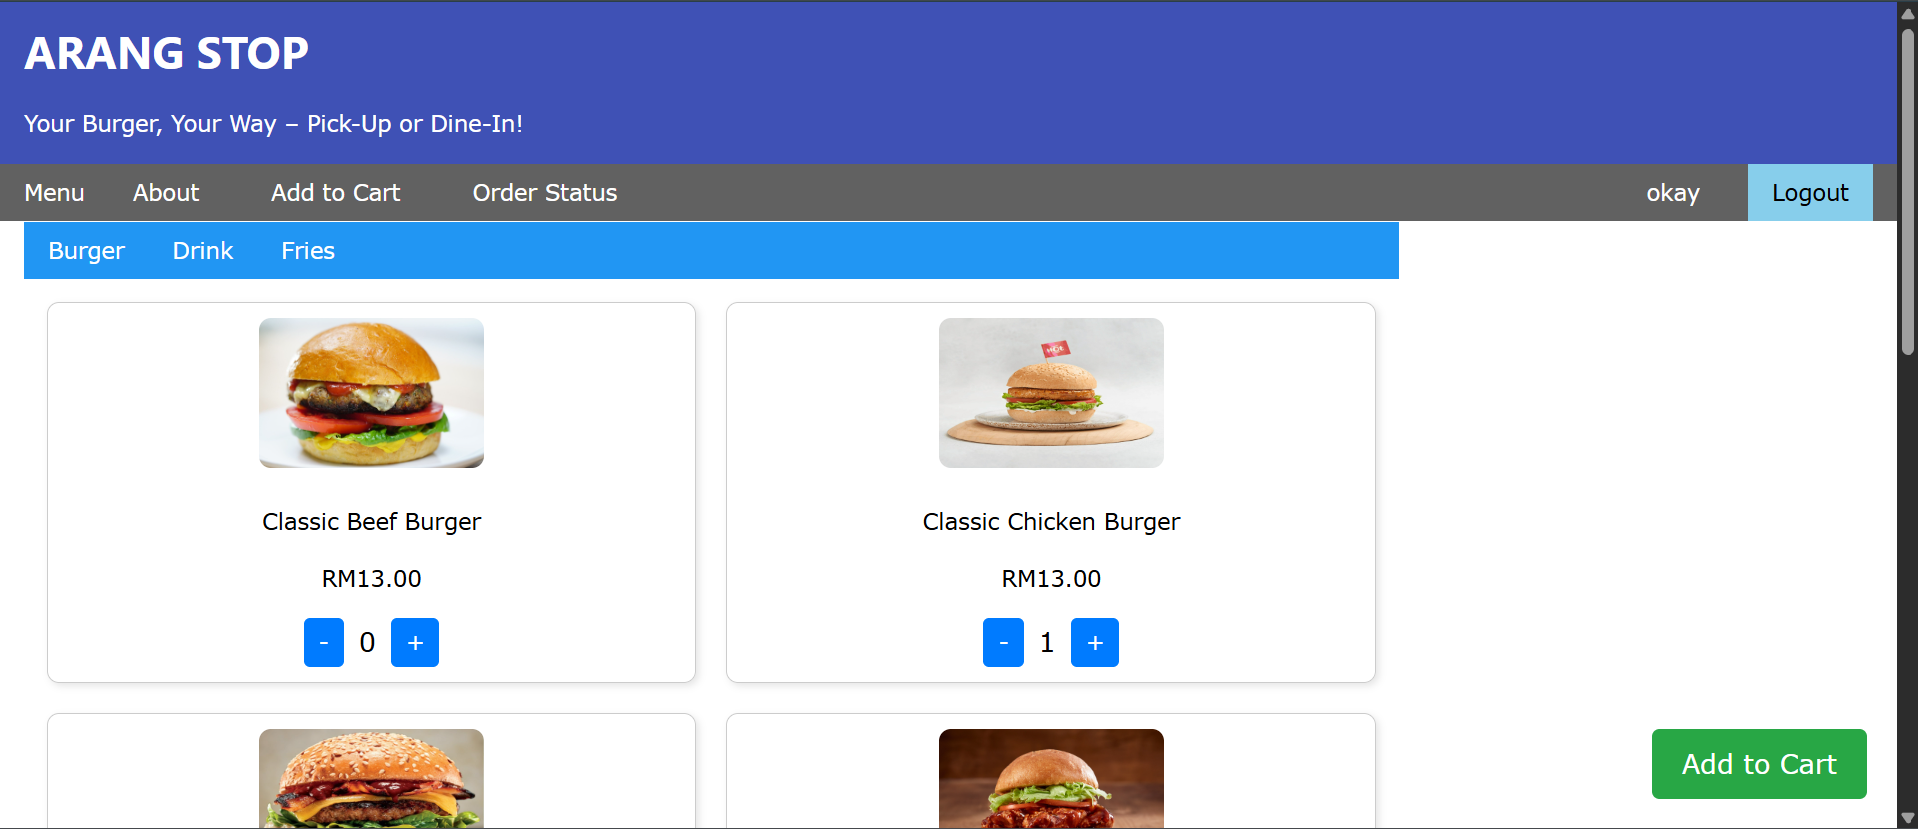 ARANG STOP
Your Burger, Your Way – Pick-Up or Dine-In!
Menu About Add to Cart Order Status okay Logout
Burger Drink Fries
Classic Beef Burger Classic Chicken Burger
RM13.00 RM13.00
- 0 + - 1 +
Add to Cart